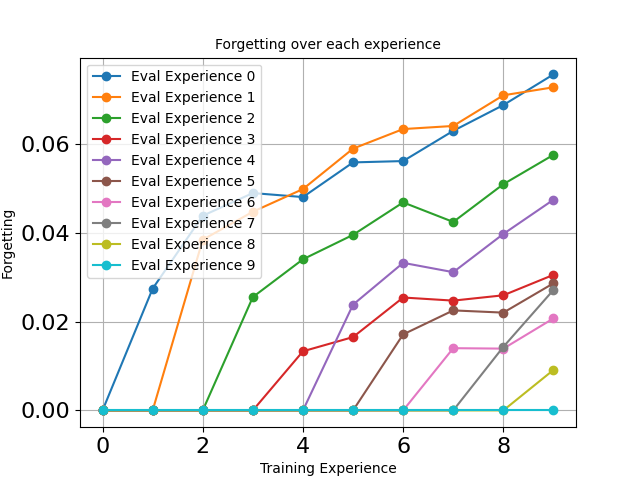 Forgetting over each experience
Eval Experience 0
Eval Experience 1
Eval Experience 2
Eval Experience 3
Eval Experience 4
Eval Experience 5
Eval Experience 6
Eval Experience 7
Eval Experience 8
Eval Experience 9
Forgetting
0.06
0.04
0.02
0.00
0 2 4 6 8
Training Experience